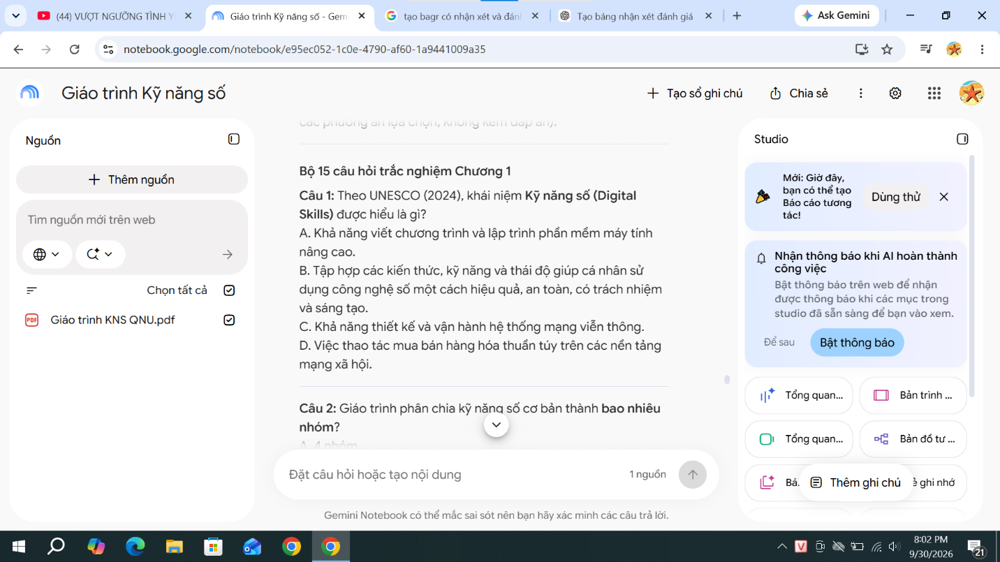 (44) VƯỢT NGƯỠNG TÌNH Y
Giáo trình Kỹ năng số - Gem
tạo bagr có nhận xét và đán
Tạo bảng nhận xét đánh giá
Ask Gemini
notebook.google.com/notebook/e95ec052-1c0e-4790-af60-1a9441009a35
Giáo trình Kỹ năng số
Tạo sổ ghi chú
Chia sẻ
Nguồn
Thêm nguồn
Tìm nguồn mới trên web
Chọn tất cả
PDF
Giáo trình KNS QNU.pdf
các phương án lựa chọn, không kèm đáp án).
Bộ 15 câu hỏi trắc nghiệm Chương 1
Câu 1: Theo UNESCO (2024), khái niệm Kỹ năng số (Digital
Skills) được hiểu là gì?
A. Khả năng viết chương trình và lập trình phần mềm máy tính
nâng cao.
B. Tập hợp các kiến thức, kỹ năng và thái độ giúp cá nhân sử
dụng công nghệ số một cách hiệu quả, an toàn, có trách nhiệm
và sáng tạo.
C. Khả năng thiết kế và vận hành hệ thống mạng viễn thông.
D. Việc thao tác mua bán hàng hóa thuần túy trên các nền tảng
mạng xã hội.
Câu 2: Giáo trình phân chia kỹ năng số cơ bản thành bao nhiêu
nhóm?
A. 4 nhóm
Đặt câu hỏi hoặc tạo nội dung
1 nguồn
Gemini Notebook có thể mắc sai sót nên bạn hãy xác minh các câu trả lời.
Studio
Mới: Giờ đây,
bạn có thể tạo
Báo cáo tương
tác!
Dùng thử
Nhận thông báo khi AI hoàn thành
công việc
Bật thông báo trên web để nhận
được thông báo khi các mục trong
studio đã sẵn sàng để bạn vào xem.
Để sau
Bật thông báo
Tổng quan...
Bản trình ...
Tổng quan...
Bản đồ tư ...
Bá.
Thêm ghi chú
ẻ ghi nhớ
V
8:02 PM
9/30/2026
21